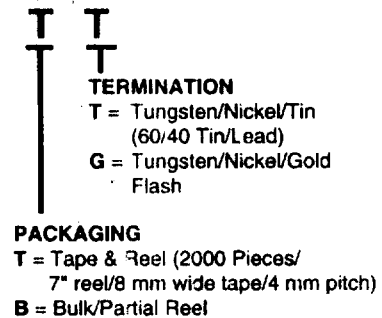 T T
TERMINATION
T = Tungsten/Nickel/Tin
(60/40 Tin/Lead)
G = Tungsten/Nickel/Gold
Flash
PACKAGING
T = Tape & Reel (2000 Pieces/
7" reel/8 mm wide tape/4 mm pitch)
B = Bulk/Partial Reel